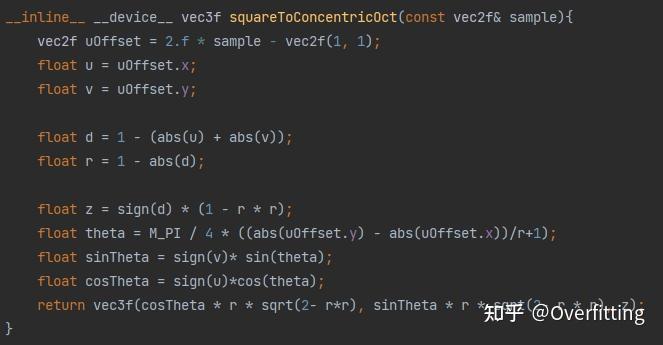 __inline__ __device__ vec3f squareToConcentricOct(const vec2f& sample){
    vec2f uOffset = 2.f * sample - vec2f(1, 1);
    float u = uOffset.x;
    float v = uOffset.y;

    float d = 1 - (abs(u) + abs(v));
    float r = 1 - abs(d);

    float z = sign(d) * (1 - r * r);
    float theta = M_PI / 4 * ((abs(uOffset.y) - abs(uOffset.x))/r+1);
    float sinTheta = sign(v)* sin(theta);
    float cosTheta = sign(u)*cos(theta);
    return vec3f(cosTheta * r * sqrt(2- r*r), sinTheta * r * sqrt(2- r * r), z);
}
知乎 @Overfitting